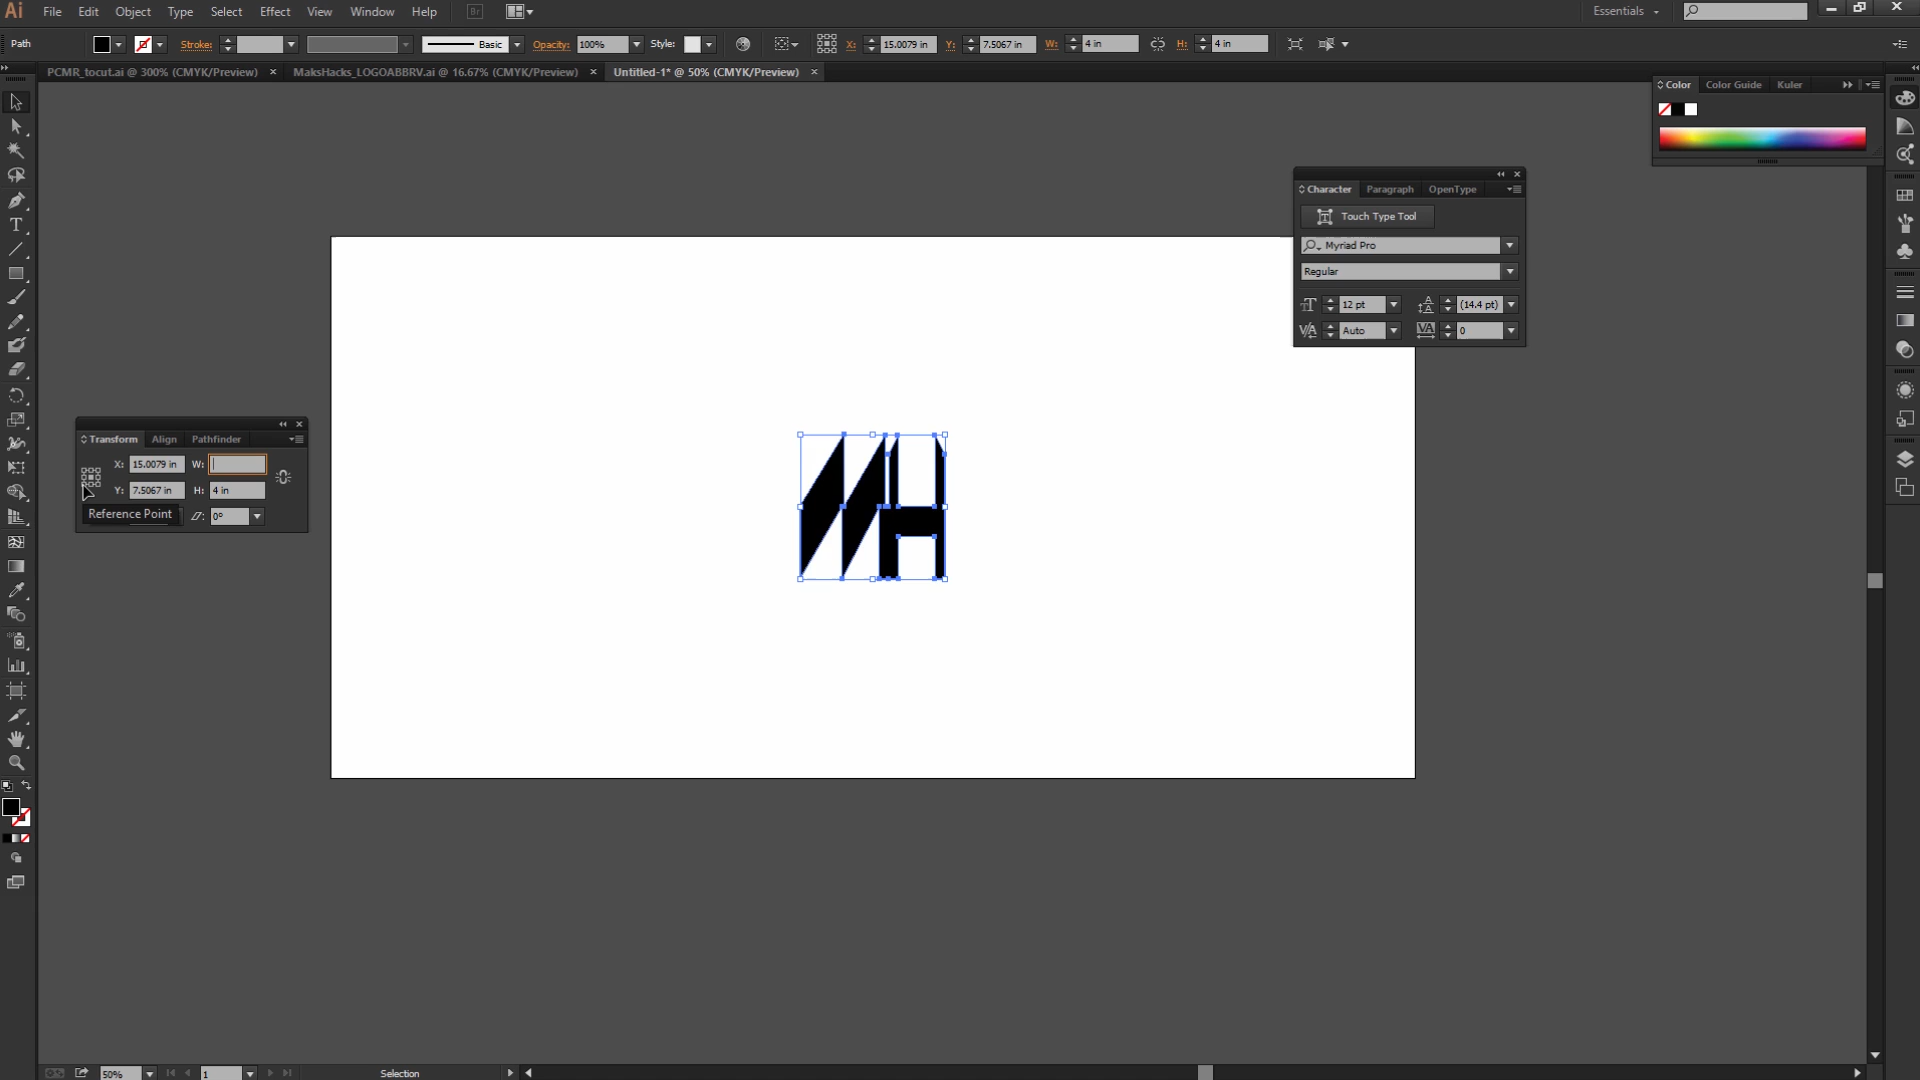 Ai File Edit Object Type Select Effect View Window Help Br Essentials
Path Stroke: Basic Opacity: 100% Style: X: 15.0079 in Y: 7.5067 in W: 4 in H: 4 in
PCMR_tocut.ai @ 300% (CMYK/Preview) × MaksHacks_LOGOABBRV.ai @ 16.67% (CMYK/Preview) × Untitled-1* @ 50% (CMYK/Preview) ×
Color Color Guide Kuler
Character Paragraph OpenType
Touch Type Tool
Myriad Pro
Regular
12 pt (14.4 pt)
Auto 0
Transform Align Pathfinder
X: 15.0079 in W:
Y: 7.5067 in H: 4 in
Reference Point 0°
MH
50% 1 Selection